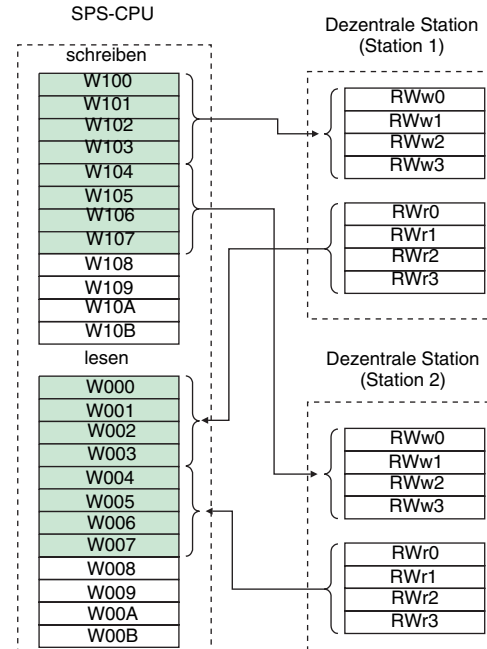 SPS-CPU
schreiben
W100
W101
W102
W103
W104
W105
W106
W107
W108
W109
W10A
W10B
lesen
W000
W001
W002
W003
W004
W005
W006
W007
W008
W009
W00A
W00B
Dezentrale Station
(Station 1)
RWw0
RWw1
RWw2
RWw3
RWr0
RWr1
RWr2
RWr3
Dezentrale Station
(Station 2)
RWw0
RWw1
RWw2
RWw3
RWr0
RWr1
RWr2
RWr3